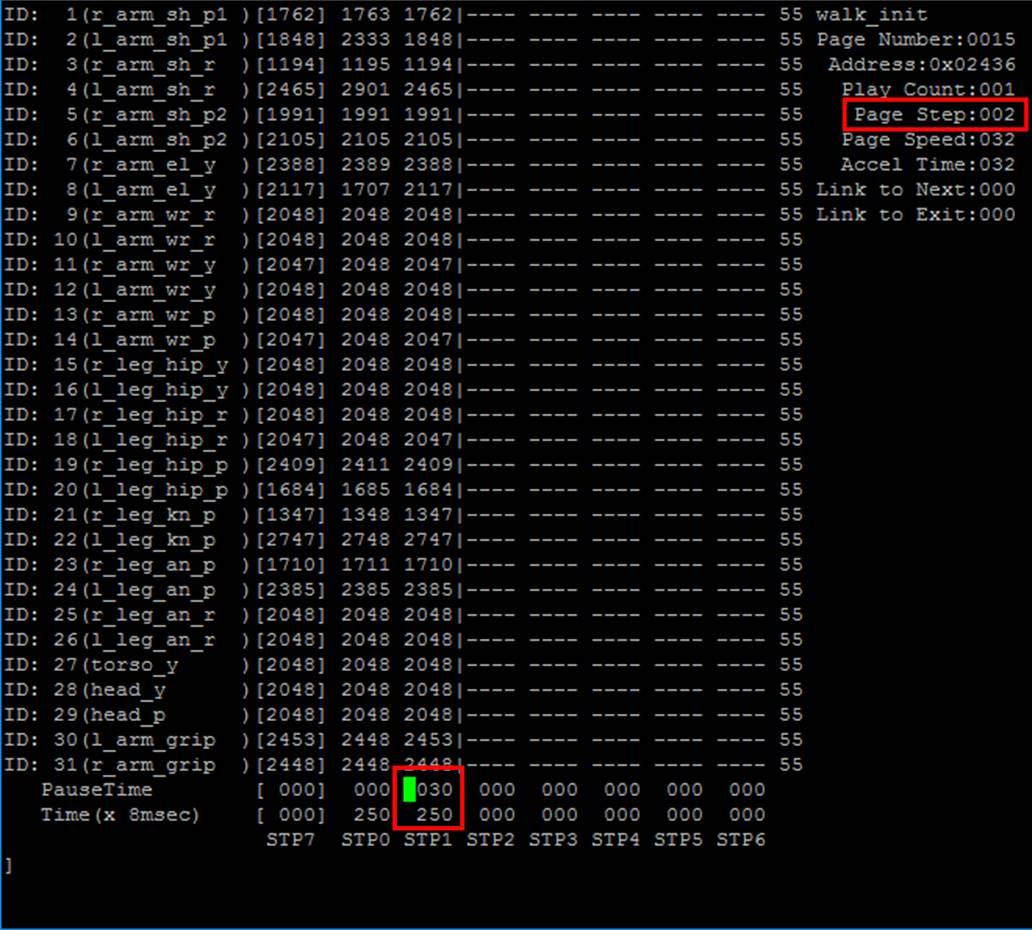 ID:  1(r_arm_sh_p1 )[1762] 1763 1762|---- ---- ---- ---- ---- 55 walk_init
ID:  2(l_arm_sh_p1 )[1848] 2333 1848|---- ---- ---- ---- ---- 55 Page Number:0015
ID:  3(r_arm_sh_r  )[1194] 1195 1194|---- ---- ---- ---- ---- 55  Address:0x02436
ID:  4(l_arm_sh_r  )[2465] 2901 2465|---- ---- ---- ---- ---- 55   Play Count:001
ID:  5(r_arm_sh_p2 )[1991] 1991 1991|---- ---- ---- ---- ---- 55    Page Step:002
ID:  6(l_arm_sh_p2 )[2105] 2105 2105|---- ---- ---- ---- ---- 55   Page Speed:032
ID:  7(r_arm_el_y  )[2388] 2389 2388|---- ---- ---- ---- ---- 55   Accel Time:032
ID:  8(l_arm_el_y  )[2117] 1707 2117|---- ---- ---- ---- ---- 55 Link to Next:000
ID:  9(r_arm_wr_r  )[2048] 2048 2048|---- ---- ---- ---- ---- 55 Link to Exit:000
ID: 10(l_arm_wr_r  )[2048] 2048 2048|---- ---- ---- ---- ---- 55
ID: 11(r_arm_wr_y  )[2047] 2048 2047|---- ---- ---- ---- ---- 55
ID: 12(l_arm_wr_y  )[2048] 2048 2048|---- ---- ---- ---- ---- 55
ID: 13(r_arm_wr_p  )[2048] 2048 2048|---- ---- ---- ---- ---- 55
ID: 14(l_arm_wr_p  )[2047] 2048 2047|---- ---- ---- ---- ---- 55
ID: 15(r_leg_hip_y )[2048] 2048 2048|---- ---- ---- ---- ---- 55
ID: 16(l_leg_hip_y )[2048] 2048 2048|---- ---- ---- ---- ---- 55
ID: 17(r_leg_hip_r )[2048] 2048 2048|---- ---- ---- ---- ---- 55
ID: 18(l_leg_hip_r )[2047] 2048 2047|---- ---- ---- ---- ---- 55
ID: 19(r_leg_hip_p )[2409] 2411 2409|---- ---- ---- ---- ---- 55
ID: 20(l_leg_hip_p )[1684] 1685 1684|---- ---- ---- ---- ---- 55
ID: 21(r_leg_kn_p  )[1347] 1348 1347|---- ---- ---- ---- ---- 55
ID: 22(l_leg_kn_p  )[2747] 2748 2747|---- ---- ---- ---- ---- 55
ID: 23(r_leg_an_p  )[1710] 1711 1710|---- ---- ---- ---- ---- 55
ID: 24(l_leg_an_p  )[2385] 2385 2385|---- ---- ---- ---- ---- 55
ID: 25(r_leg_an_r  )[2048] 2048 2048|---- ---- ---- ---- ---- 55
ID: 26(l_leg_an_r  )[2048] 2048 2048|---- ---- ---- ---- ---- 55
ID: 27(torso_y     )[2048] 2048 2048|---- ---- ---- ---- ---- 55
ID: 28(head_y      )[2048] 2048 2048|---- ---- ---- ---- ---- 55
ID: 29(head_p      )[2048] 2048 2048|---- ---- ---- ---- ---- 55
ID: 30(l_arm_grip  )[2453] 2448 2453|---- ---- ---- ---- ---- 55
ID: 31(r_arm_grip  )[2448] 2448 2448|---- ---- ---- ---- ---- 55
PauseTime [ 000] 000 030 000 000 000 000 000
Time(x 8msec) [ 000] 250 250 000 000 000 000 000
STP7 STP0 STP1 STP2 STP3 STP4 STP5 STP6
]